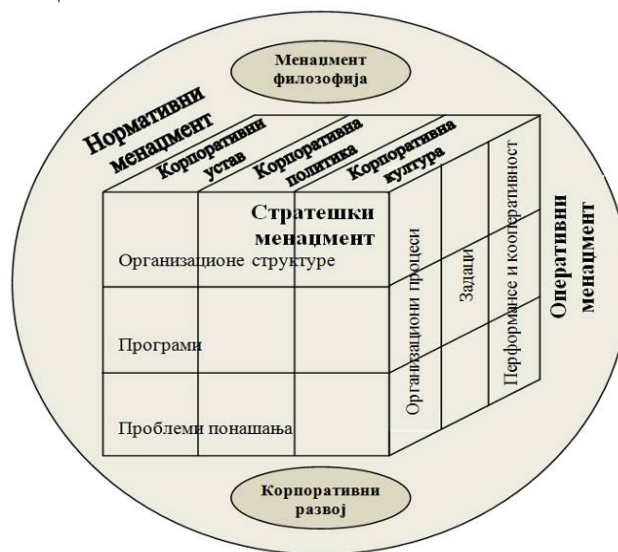 Менаџмент
филозофија
Нормативни
менаџмент
Корпоративни
устав
Корпоративна
политика
Корпоративна
култура
Стратешки
менаџмент
Организационе структуре
Програми
Проблеми понашања
Организациони процеси
Задаци
Перформансе и кооперативност
Оперативни
менаџмент
Корпоративни
развој